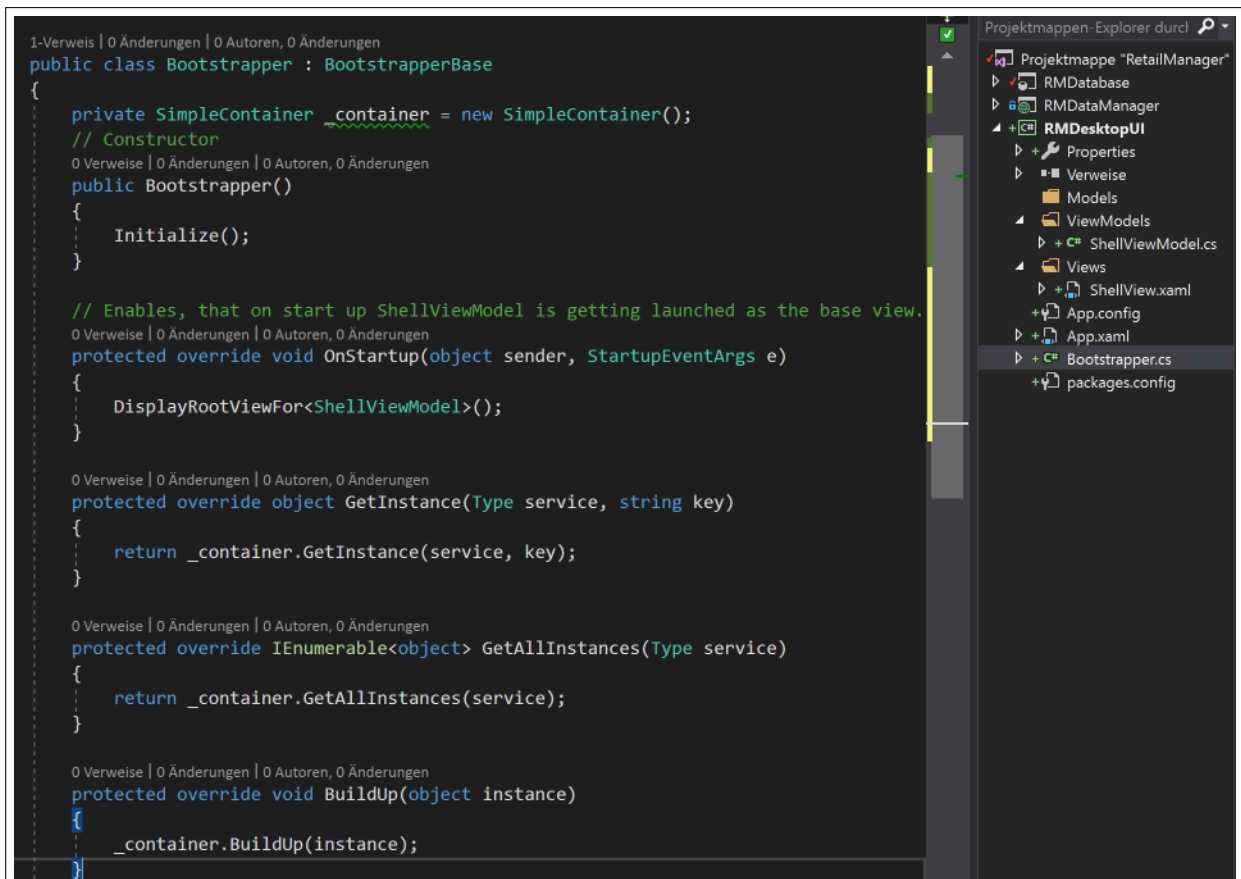 1-Verweis | 0 Änderungen | 0 Autoren, 0 Änderungen
public class Bootstrapper : BootstrapperBase
{
    private SimpleContainer _container = new SimpleContainer();
    // Constructor
    0 Verweise | 0 Änderungen | 0 Autoren, 0 Änderungen
    public Bootstrapper()
    {
        Initialize();
    }

    // Enables, that on start up ShellViewModel is getting launched as the base view.
    0 Verweise | 0 Änderungen | 0 Autoren, 0 Änderungen
    protected override void OnStartup(object sender, StartupEventArgs e)
    {
        DisplayRootViewFor<ShellViewModel>();
    }

    0 Verweise | 0 Änderungen | 0 Autoren, 0 Änderungen
    protected override object GetInstance(Type service, string key)
    {
        return _container.GetInstance(service, key);
    }

    0 Verweise | 0 Änderungen | 0 Autoren, 0 Änderungen
    protected override IEnumerable<object> GetAllInstances(Type service)
    {
        return _container.GetAllInstances(service);
    }

    0 Verweise | 0 Änderungen | 0 Autoren, 0 Änderungen
    protected override void BuildUp(object instance)
    {
        _container.BuildUp(instance);
    }
Projektmappen-Explorer durcl
Projektmappe "RetailManager"
RMDatabase
RMDataManager
C# RMDesktopUI
Properties
Verweise
Models
ViewModels
C# ShellViewModel.cs
Views
ShellView.xaml
App.config
App.xaml
C# Bootstrapper.cs
packages.config